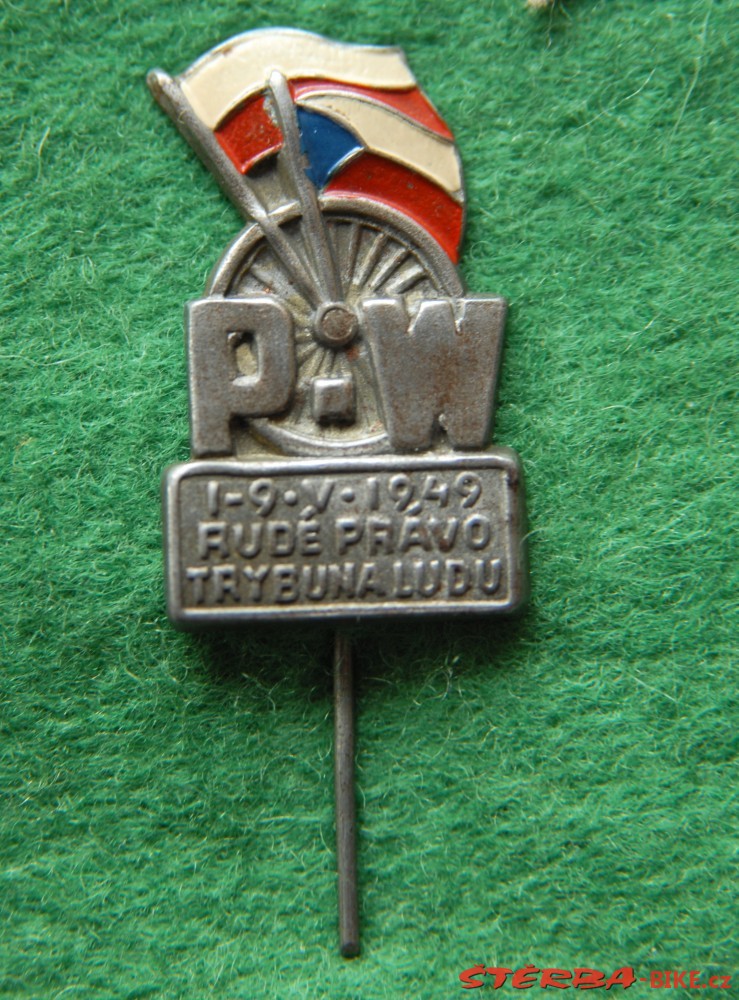 P·W
1-9·V·1949
RUDÉ PRÁVO
TRYBUNA LUDU
ŠTĚRBA-BIKE.cz